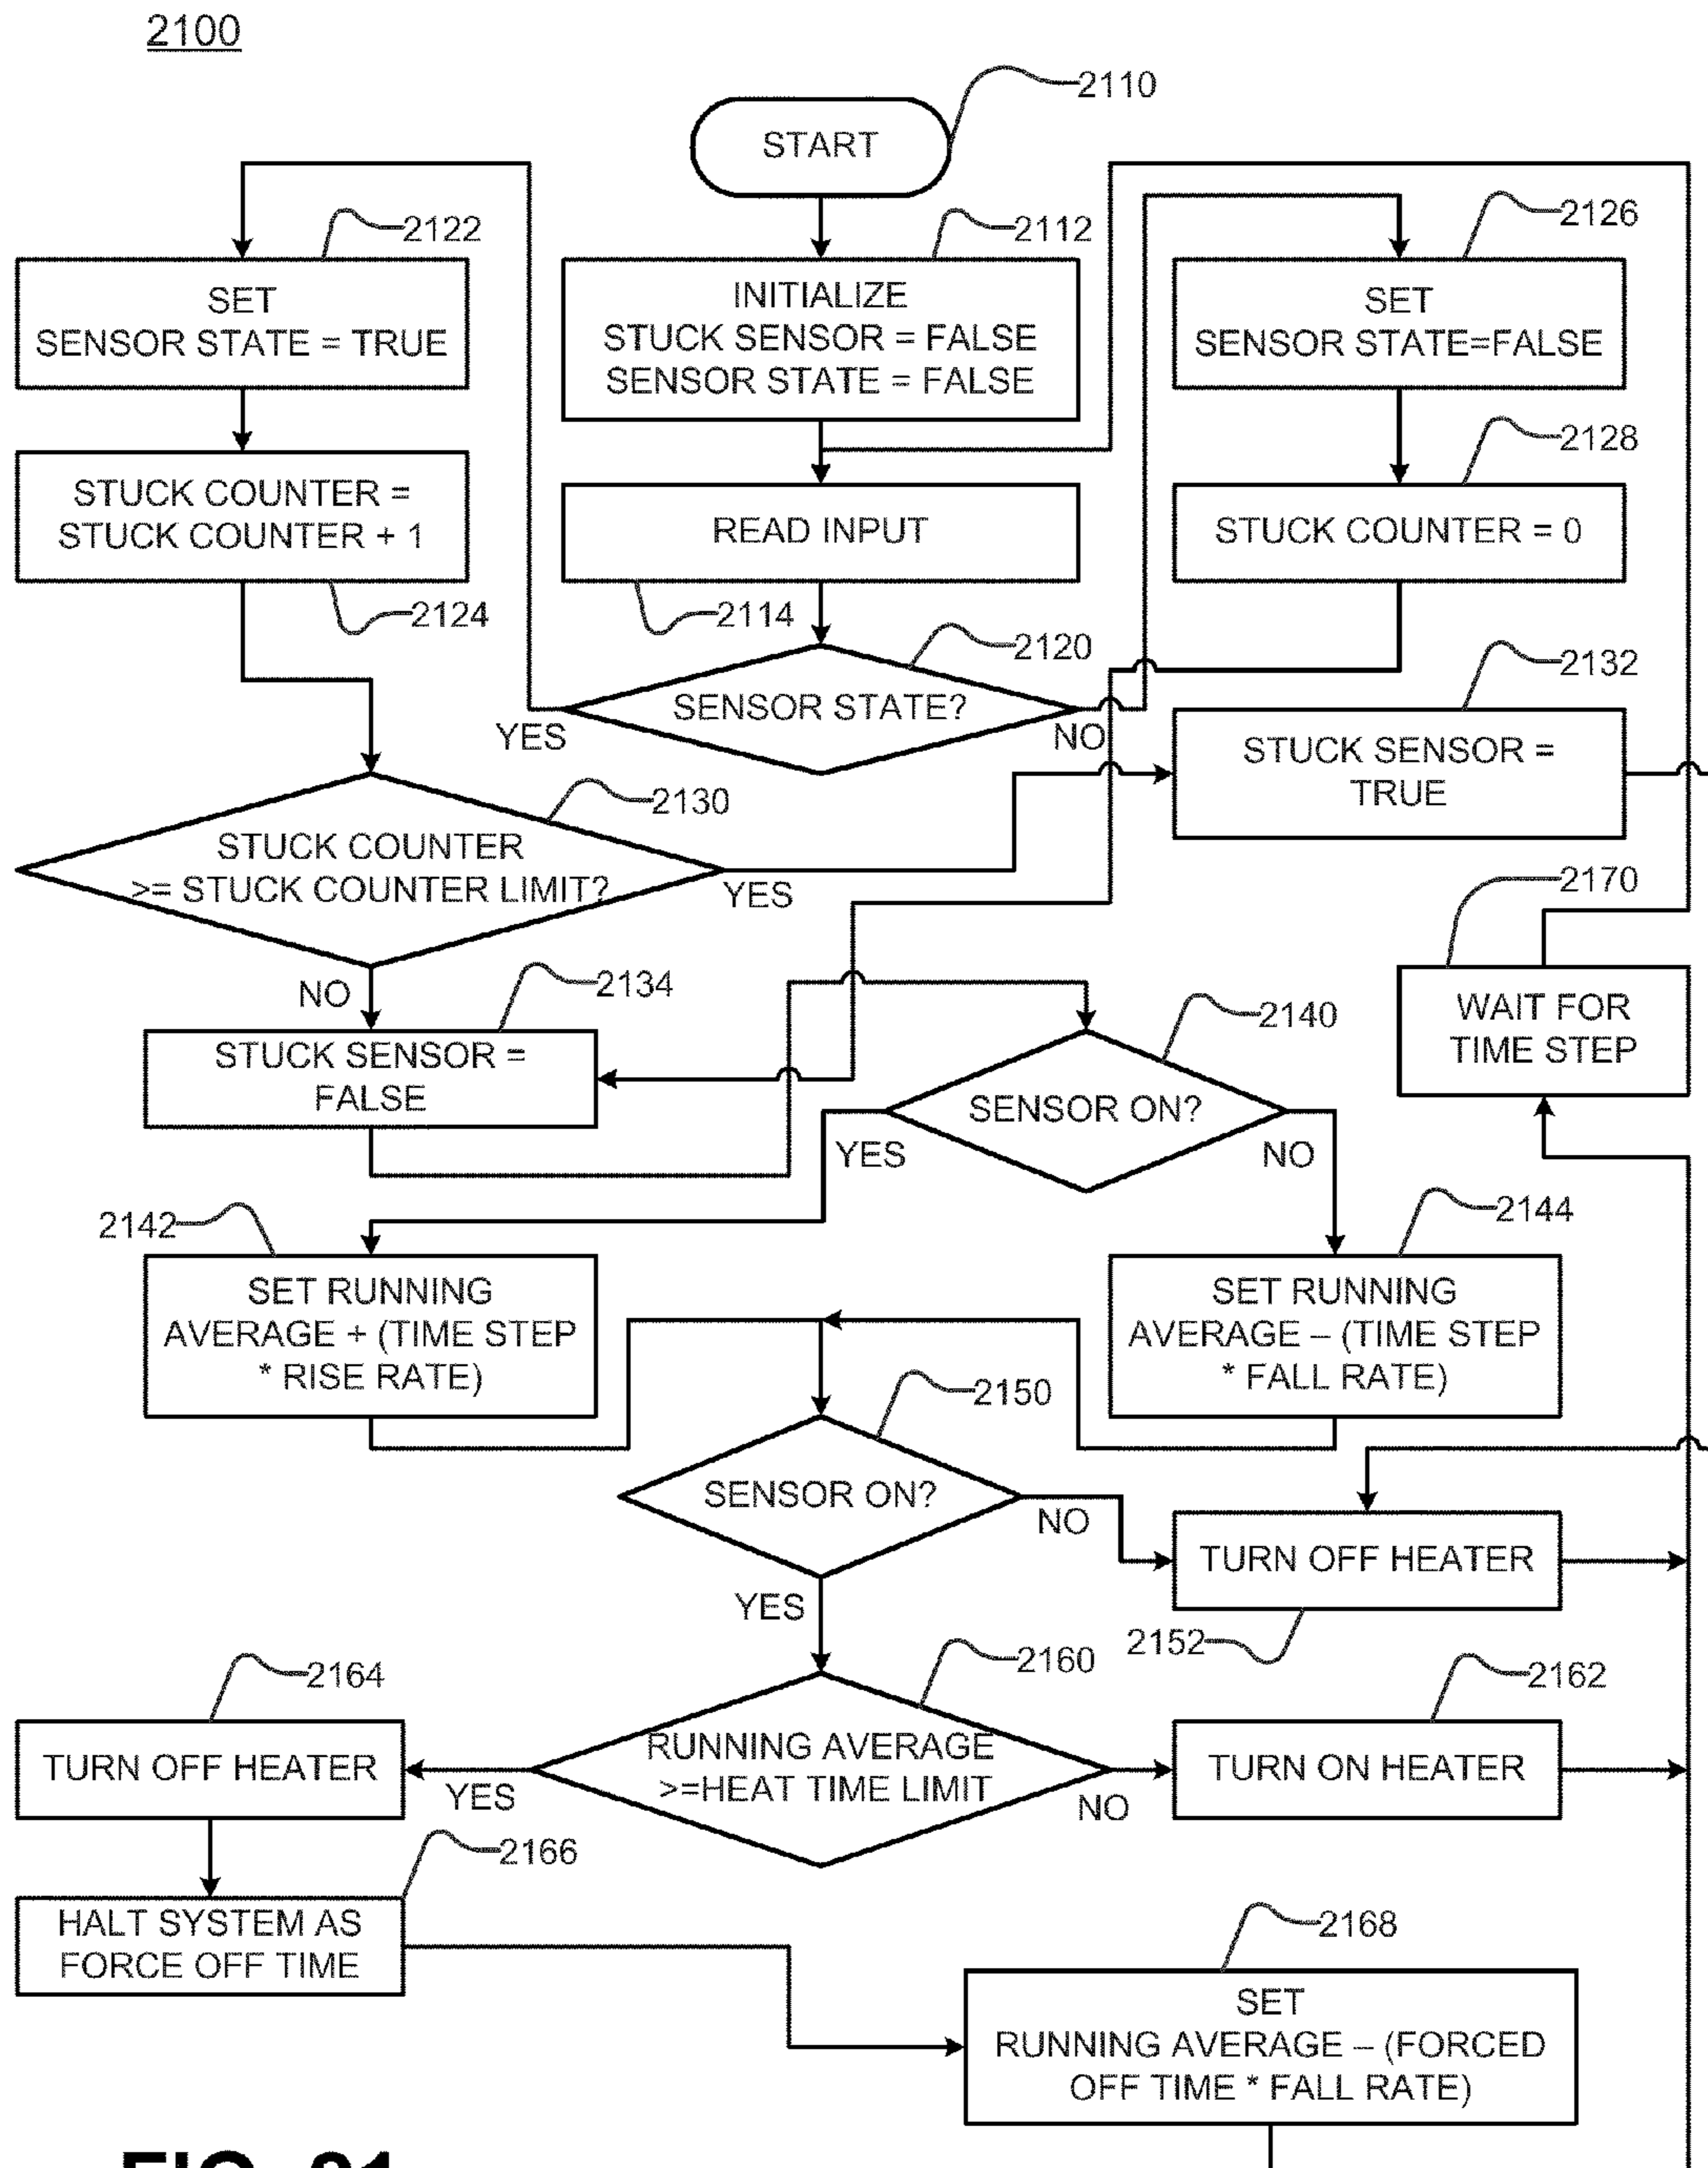 2100
2110
START
2122
2112
2126
SET
SENSOR STATE = TRUE
INITIALIZE
STUCK SENSOR = FALSE
SENSOR STATE = FALSE
SET
SENSOR STATE=FALSE
2128
STUCK COUNTER =
STUCK COUNTER + 1
READ INPUT
STUCK COUNTER = 0
2124
2114
2120
2132
SENSOR STATE?
YES
NO
STUCK SENSOR =
TRUE
2130
STUCK COUNTER
>= STUCK COUNTER LIMIT?
YES
2170
NO
2134
2140
WAIT FOR
TIME STEP
STUCK SENSOR =
FALSE
SENSOR ON?
YES
NO
2142
2144
SET RUNNING
AVERAGE + (TIME STEP
* RISE RATE)
SET RUNNING
AVERAGE – (TIME STEP
* FALL RATE)
2150
SENSOR ON?
NO
TURN OFF HEATER
YES
2152
2164
2160
2162
TURN OFF HEATER
YES
RUNNING AVERAGE
>=HEAT TIME LIMIT
NO
TURN ON HEATER
2166
HALT SYSTEM AS
FORCE OFF TIME
2168
SET
RUNNING AVERAGE – (FORCED
OFF TIME * FALL RATE)